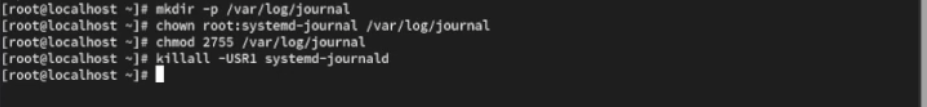 [root@localhost ~]# mkdir -p /var/log/journal
[root@localhost ~]# chown root:systemd-journal /var/log/journal
[root@localhost ~]# chmod 2755 /var/log/journal
[root@localhost ~]# killall -USR1 systemd-journald
[root@localhost ~]#